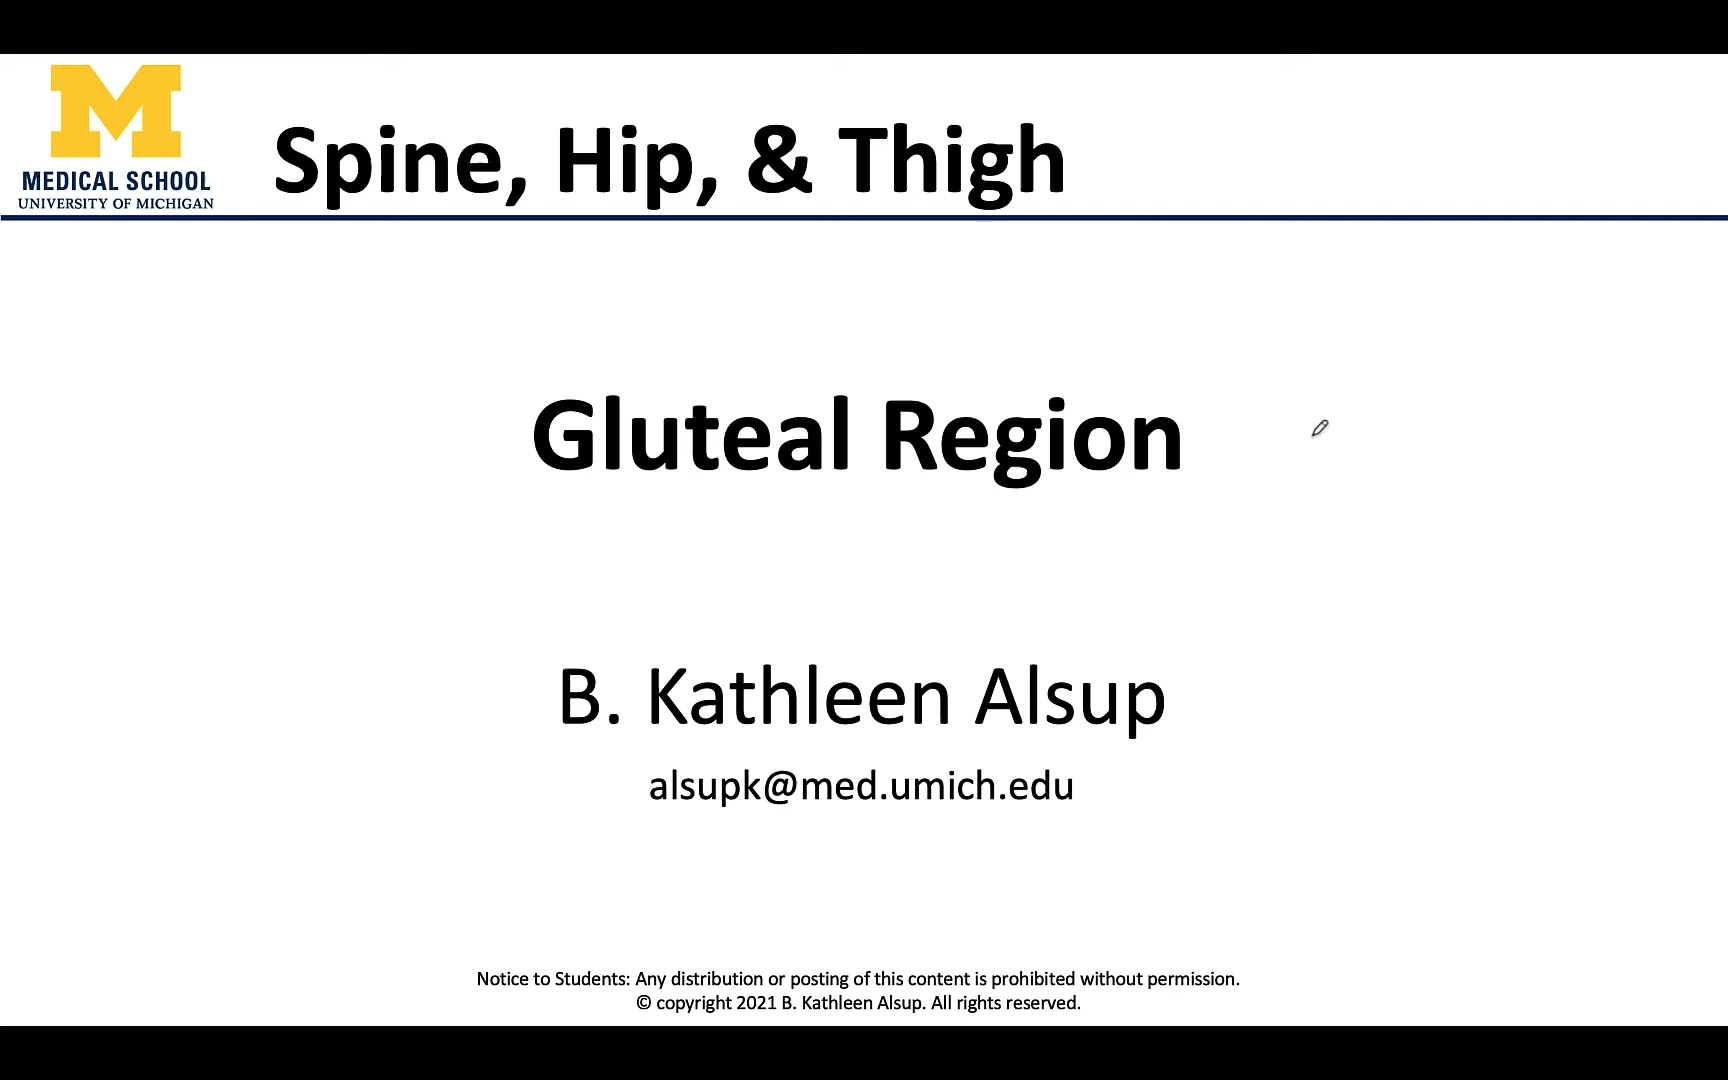 M
MEDICAL SCHOOL
UNIVERSITY OF MICHIGAN
Spine, Hip, & Thigh
Gluteal Region
B. Kathleen Alsup
alsupk@med.umich.edu
Notice to Students: Any distribution or posting of this content is prohibited without permission.
© copyright 2021 B. Kathleen Alsup. All rights reserved.